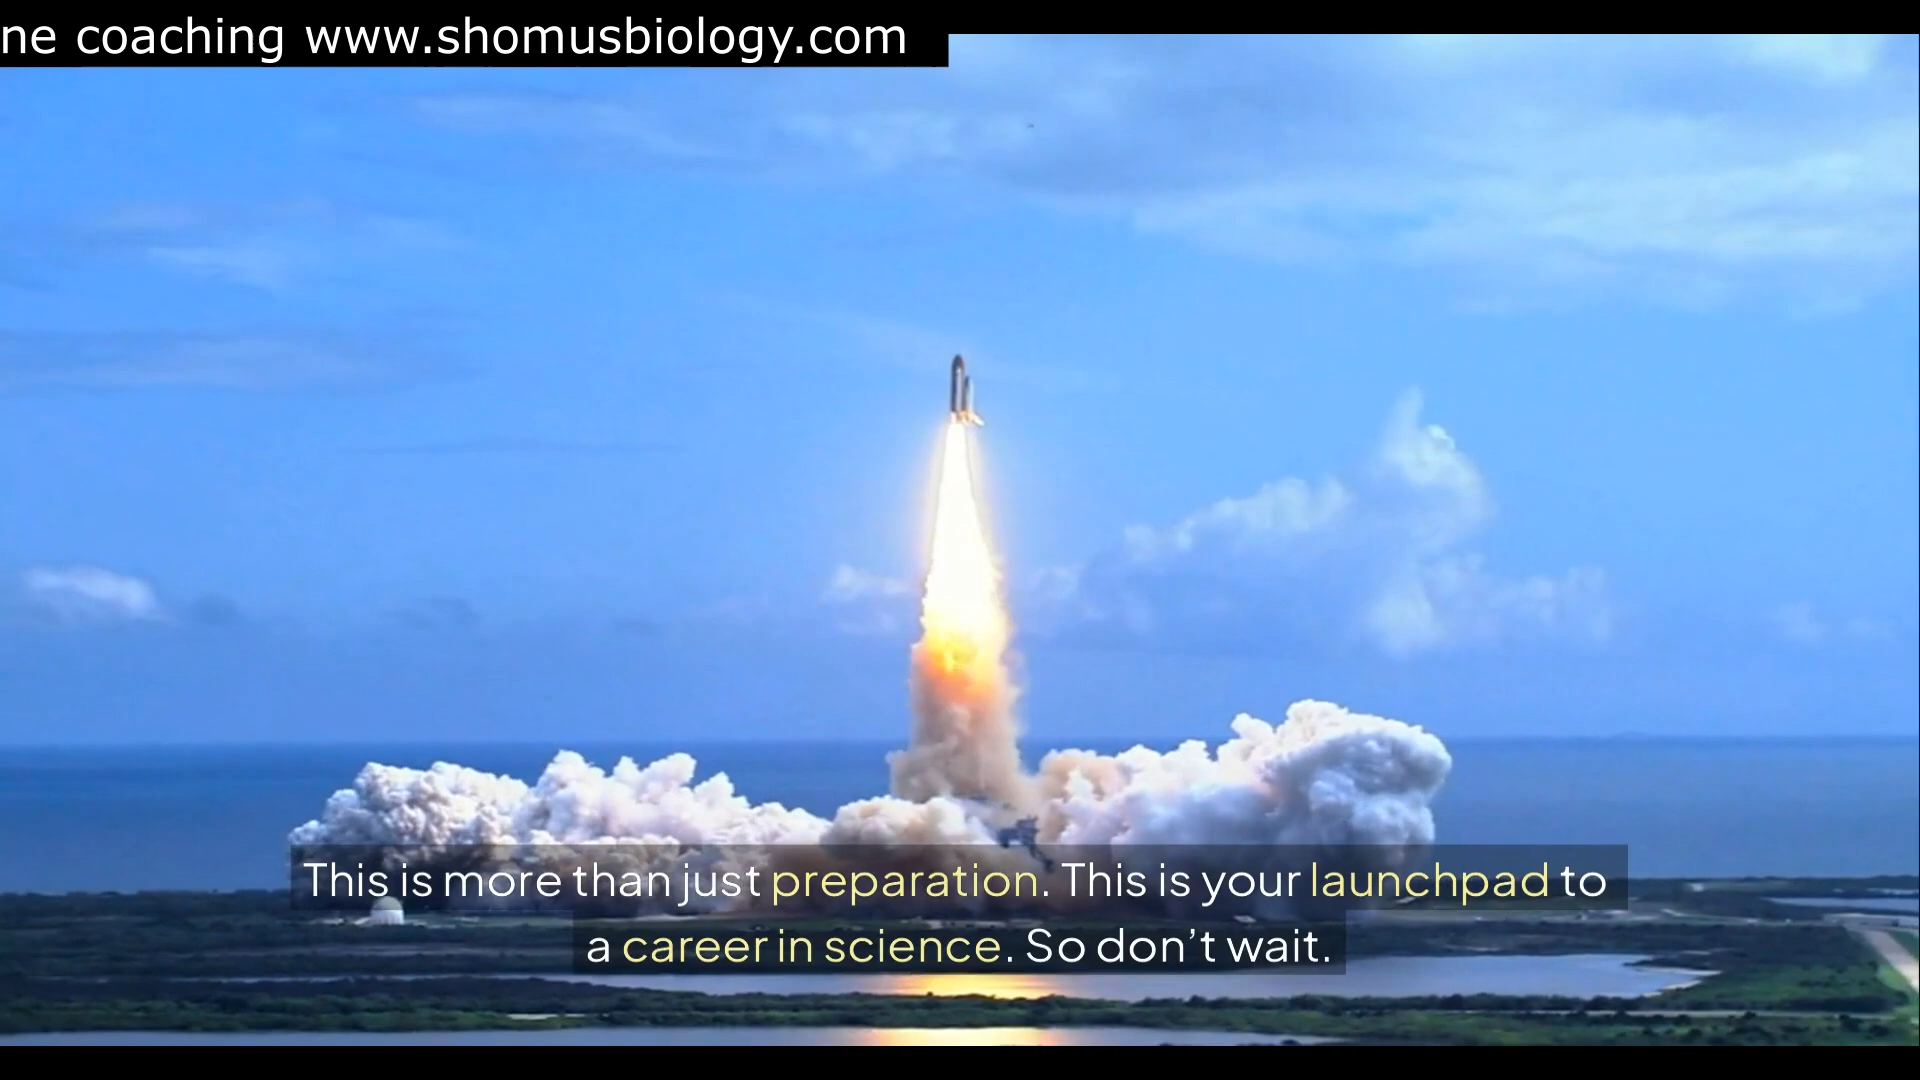 ne coaching www.shomusbiology.com
This is more than just preparation. This is your launchpad to
a career in science. So don’t wait.